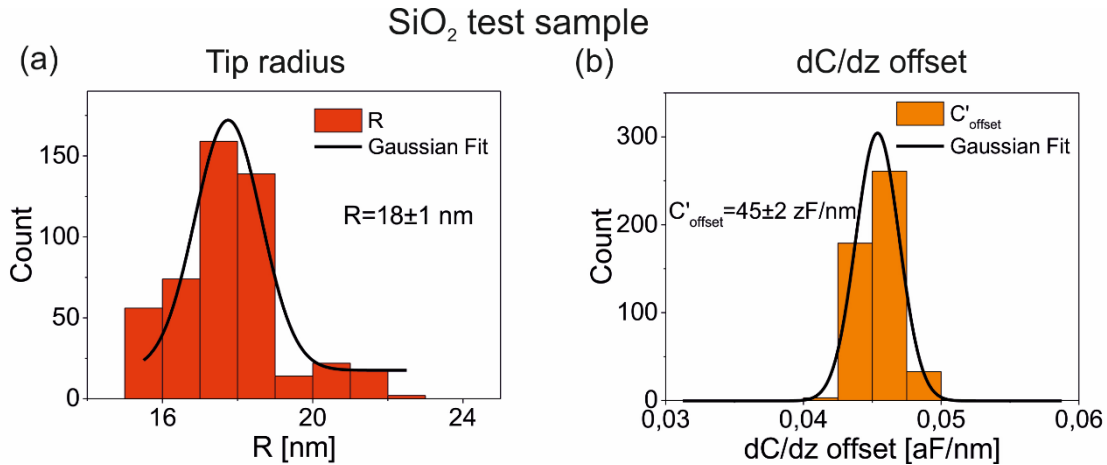 SiO₂ test sample
(a) Tip radius
R
Gaussian Fit
R=18±1 nm
150
100
50
0
Count
16 20 24
R [nm]
(b) dC/dz offset
C'offset
Gaussian Fit
C'offset=45±2 zF/nm
300
200
100
0
Count
0,03 0,04 0,05 0,06
dC/dz offset [aF/nm]